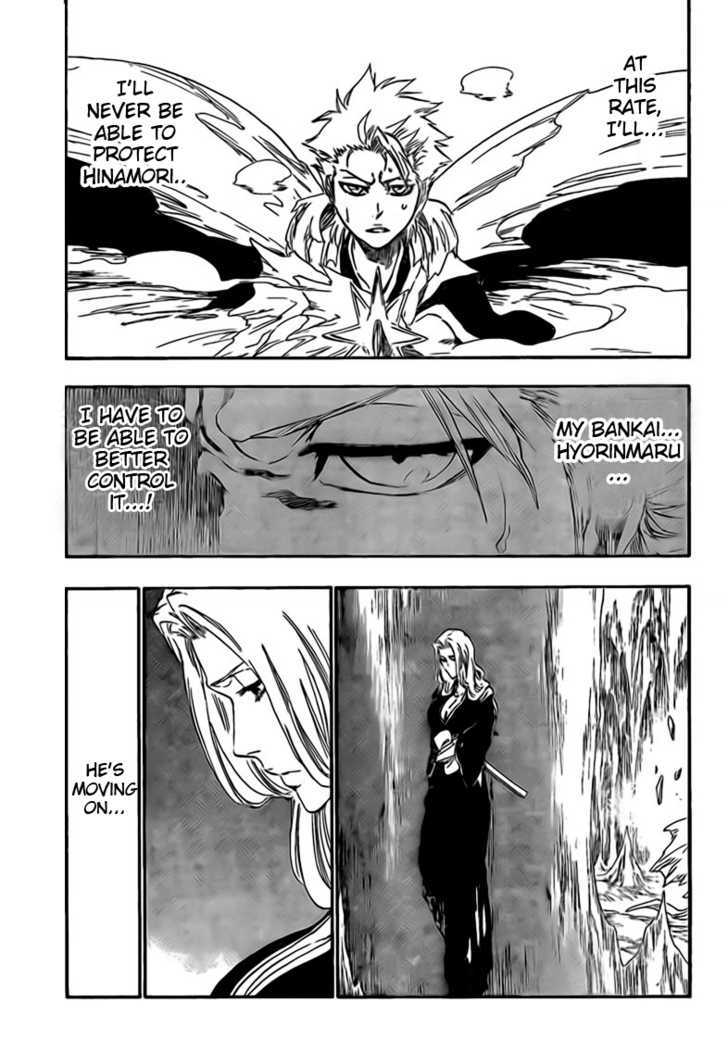 AT
THIS
RATE,
I'LL...
I'LL
NEVER BE
ABLE TO
PROTECT
HINAMORI..
MY BANKAI...
HYORINMARU
...
I HAVE TO
BE ABLE TO
BETTER
CONTROL
IT...!
HE'S
MOVING
ON...